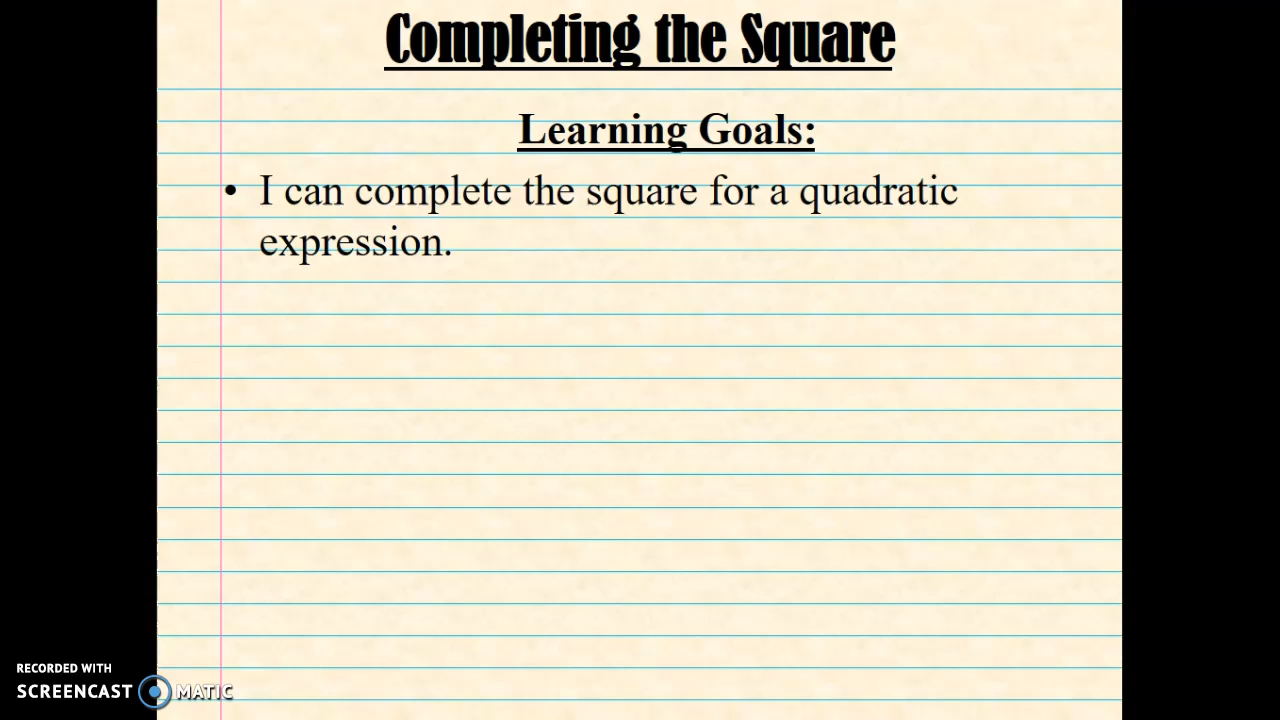 Completing the Square
Learning Goals:
• I can complete the square for a quadratic
expression.
RECORDED WITH
SCREENCAST MATIC